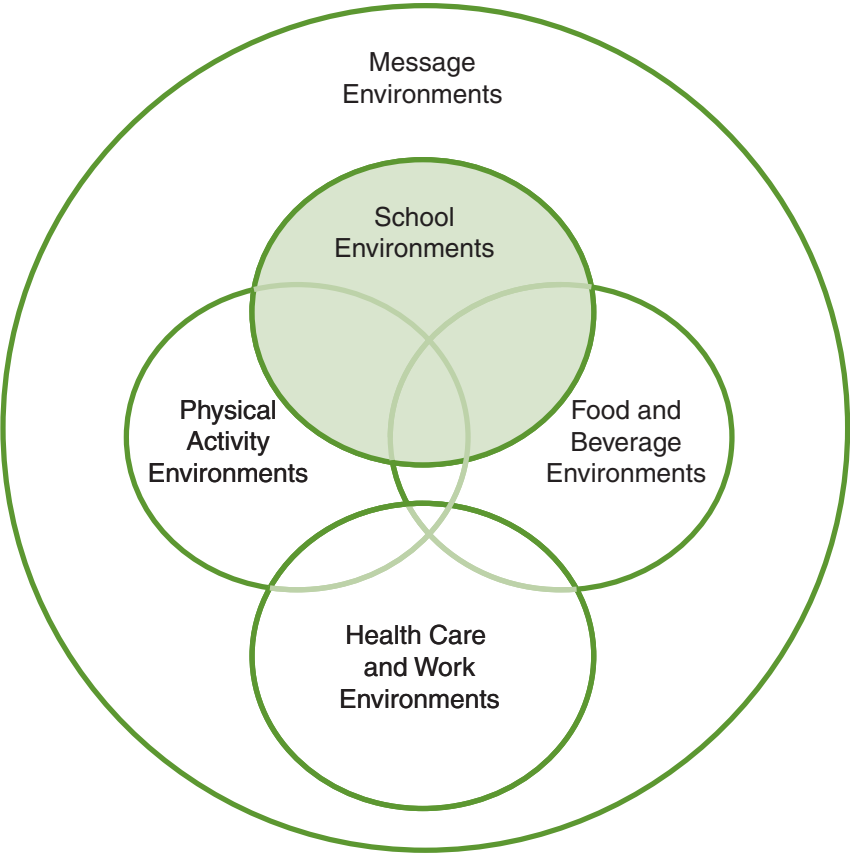 Message
Environments
School
Environments
Physical
Activity
Environments
Food and
Beverage
Environments
Health Care
and Work
Environments